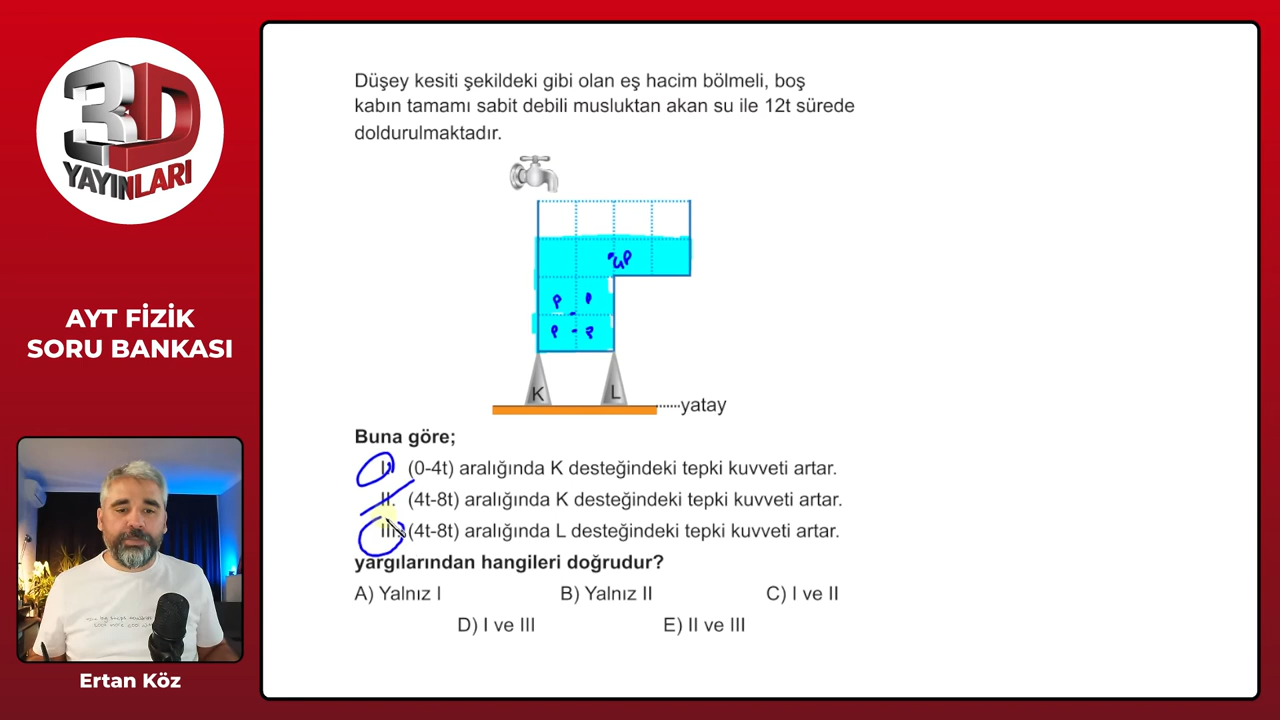 3D
YAYINLARI
AYT FİZİK
SORU BANKASI
Ertan Köz
Düşey kesiti şekildeki gibi olan eş hacim bölmeli, boş
kabın tamamı sabit debili musluktan akan su ile 12t sürede
doldurulmaktadır.
4P
P P
P P
K L
yatay
Buna göre;
I. (0-4t) aralığında K desteğindeki tepki kuvveti artar.
II. (4t-8t) aralığında K desteğindeki tepki kuvveti artar.
III. (4t-8t) aralığında L desteğindeki tepki kuvveti artar.
yargılarından hangileri doğrudur?
A) Yalnız I B) Yalnız II C) I ve II
D) I ve III E) II ve III